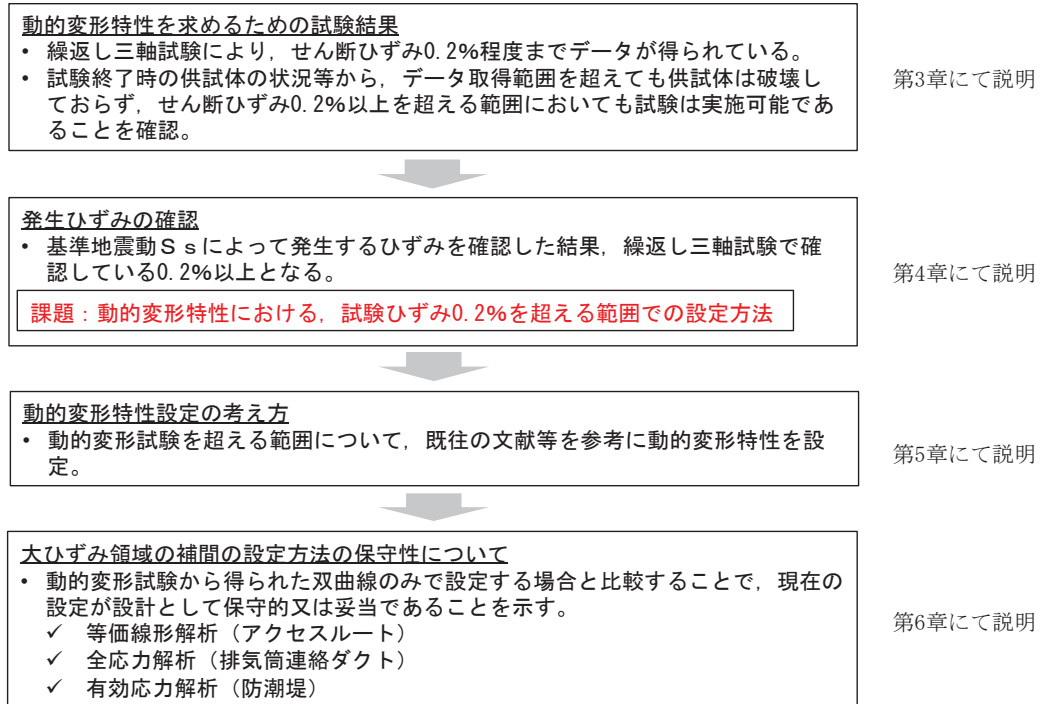 動的変形特性を求めるための試験結果
• 繰返し三軸試験により，せん断ひずみ0.2%程度までデータが得られている。
• 試験終了時の供試体の状況等から，データ取得範囲を超えても供試体は破壊し
ておらず，せん断ひずみ0.2%以上を超える範囲においても試験は実施可能であ
ることを確認。
第3章にて説明
発生ひずみの確認
• 基準地震動Ｓｓによって発生するひずみを確認した結果，繰返し三軸試験で確
認している0.2%以上となる。
課題：動的変形特性における，試験ひずみ0.2%を超える範囲での設定方法
第4章にて説明
動的変形特性設定の考え方
• 動的変形試験を超える範囲について，既往の文献等を参考に動的変形特性を設
定。
第5章にて説明
大ひずみ領域の補間の設定方法の保守性について
• 動的変形試験から得られた双曲線のみで設定する場合と比較することで，現在の
設定が設計として保守的又は妥当であることを示す。
✓ 等価線形解析（アクセスルート）
✓ 全応力解析（排気筒連絡ダクト）
✓ 有効応力解析（防潮堤）
第6章にて説明